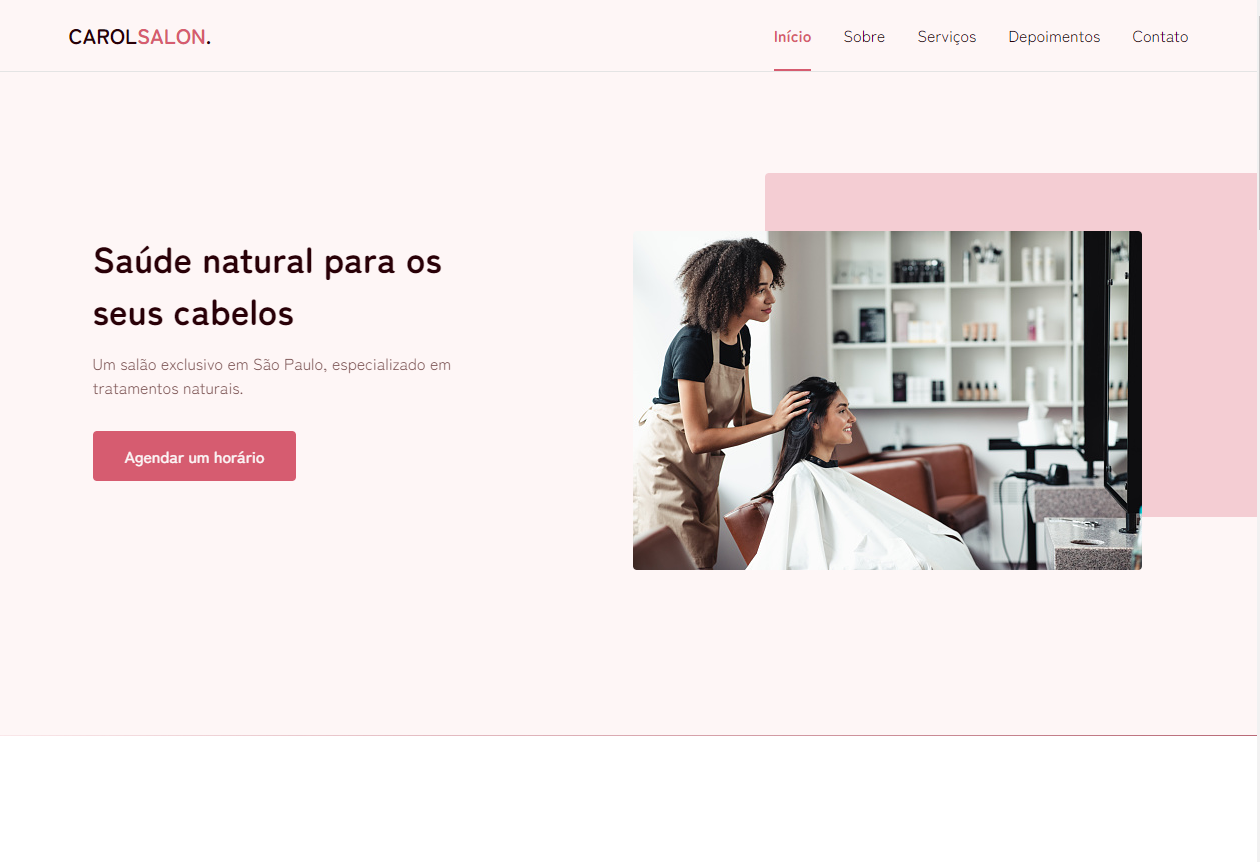 CAROLSALON.
Início
Sobre
Serviços
Depoimentos
Contato
Saúde natural para os
seus cabelos
Um salão exclusivo em São Paulo, especializado em
tratamentos naturais.
Agendar um horário